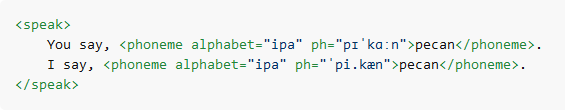 <speak>
    You say, <phoneme alphabet="ipa" ph="pɪˈkɑːn">pecan</phoneme>.
    I say, <phoneme alphabet="ipa" ph="ˈpi.kæn">pecan</phoneme>.
</speak>